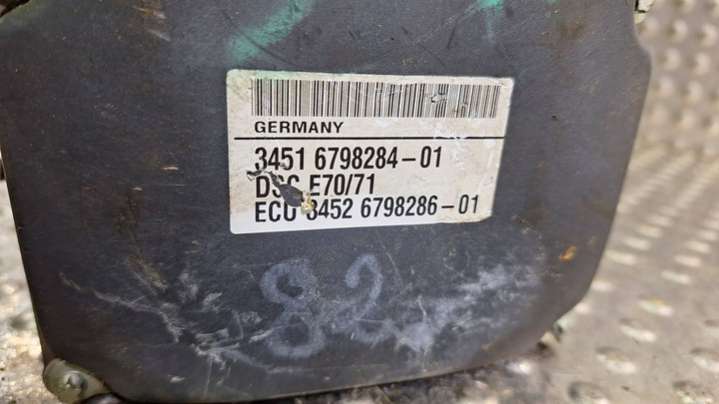 GERMANY
3451 6798284-01
DSC E70/71
ECU 3452 6798286-01
82